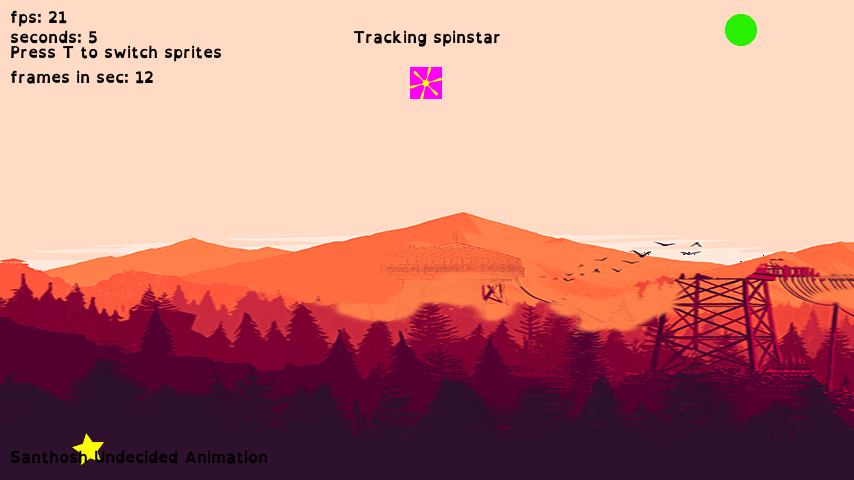 fps: 21
seconds: 5
Press T to switch sprites
frames in sec: 12
Tracking spinstar
Santhosh Undecided Animation